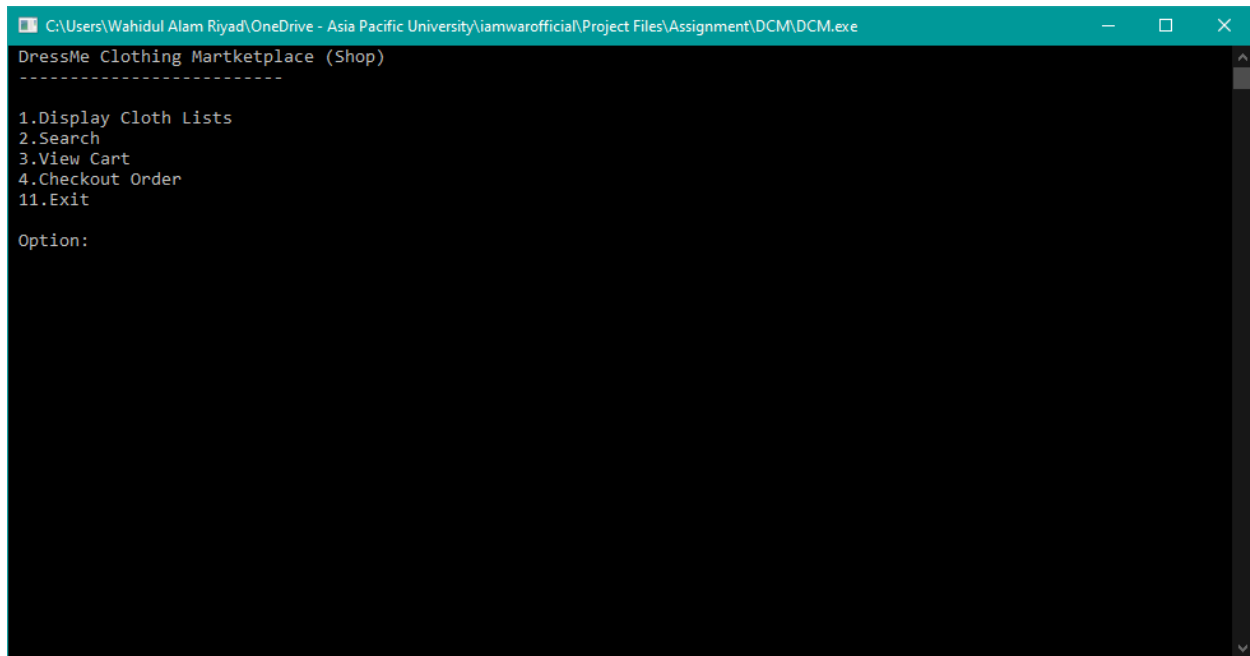 C:\Users\Wahidul Alam Riyad\OneDrive - Asia Pacific University\iamwarofficial\Project Files\Assignment\DCM\DCM.exe
DressMe Clothing Martketplace (Shop)
--------------------------
1.Display Cloth Lists
2.Search
3.View Cart
4.Checkout Order
11.Exit
Option: